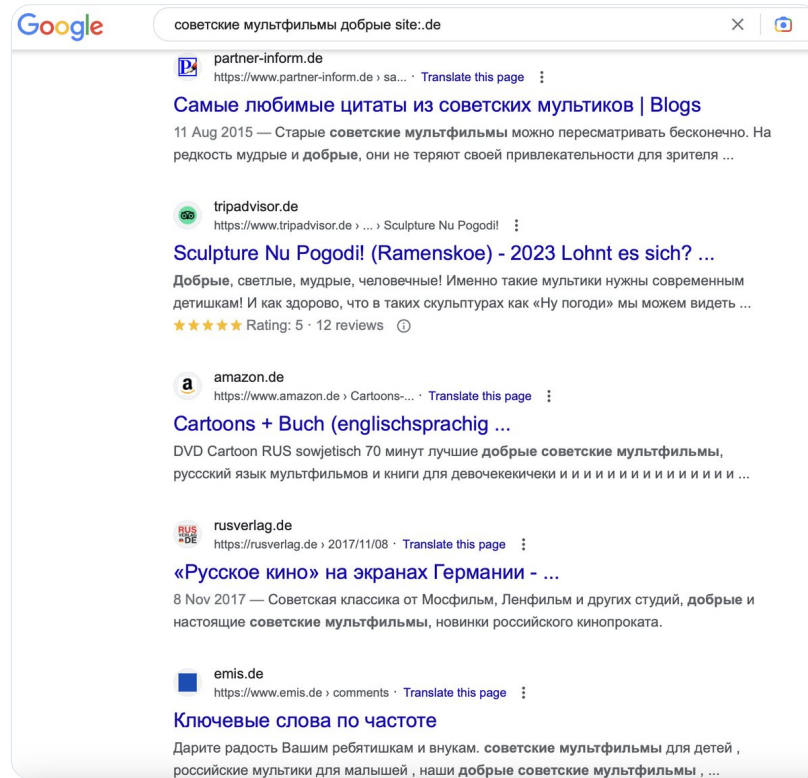 Google
советские мультфильмы добрые site:.de
partner-inform.de
https://www.partner-inform.de › sa... · Translate this page
Самые любимые цитаты из советских мультиков | Blogs
11 Aug 2015 — Старые советские мультфильмы можно пересматривать бесконечно. На
редкость мудрые и добрые, они не теряют своей привлекательности для зрителя ...
tripadvisor.de
https://www.tripadvisor.de › ... › Sculpture Nu Pogodi!
Sculpture Nu Pogodi! (Ramenskoe) - 2023 Lohnt es sich? ...
Добрые, светлые, мудрые, человечные! Именно такие мультики нужны современным
детишкам! И как здорово, что в таких скульптурах как «Ну погоди» мы можем видеть ...
Rating: 5 · 12 reviews
a
amazon.de
https://www.amazon.de › Cartoons-... · Translate this page
Cartoons + Buch (englischsprachig ...
DVD Cartoon RUS sowjetisch 70 минут лучшие добрые советские мультфильмы,
руссский язык мультфильмов и книги для девочекекичеки и и и и и и и и и и и и и и и ...
RUS
VERLAG
DE
rusverlag.de
https://rusverlag.de › 2017/11/08 · Translate this page
«Русское кино» на экранах Германии - ...
8 Nov 2017 — Советская классика от Мосфильм, Ленфильм и других студий, добрые и
настоящие советские мультфильмы, новинки российского кинопроката.
emis.de
https://www.emis.de › comments · Translate this page
Ключевые слова по частоте
Дарите радость Вашим ребятишкам и внукам. советские мультфильмы для детей ,
российские мультики для малышей , наши добрые советские мультфильмы , ...